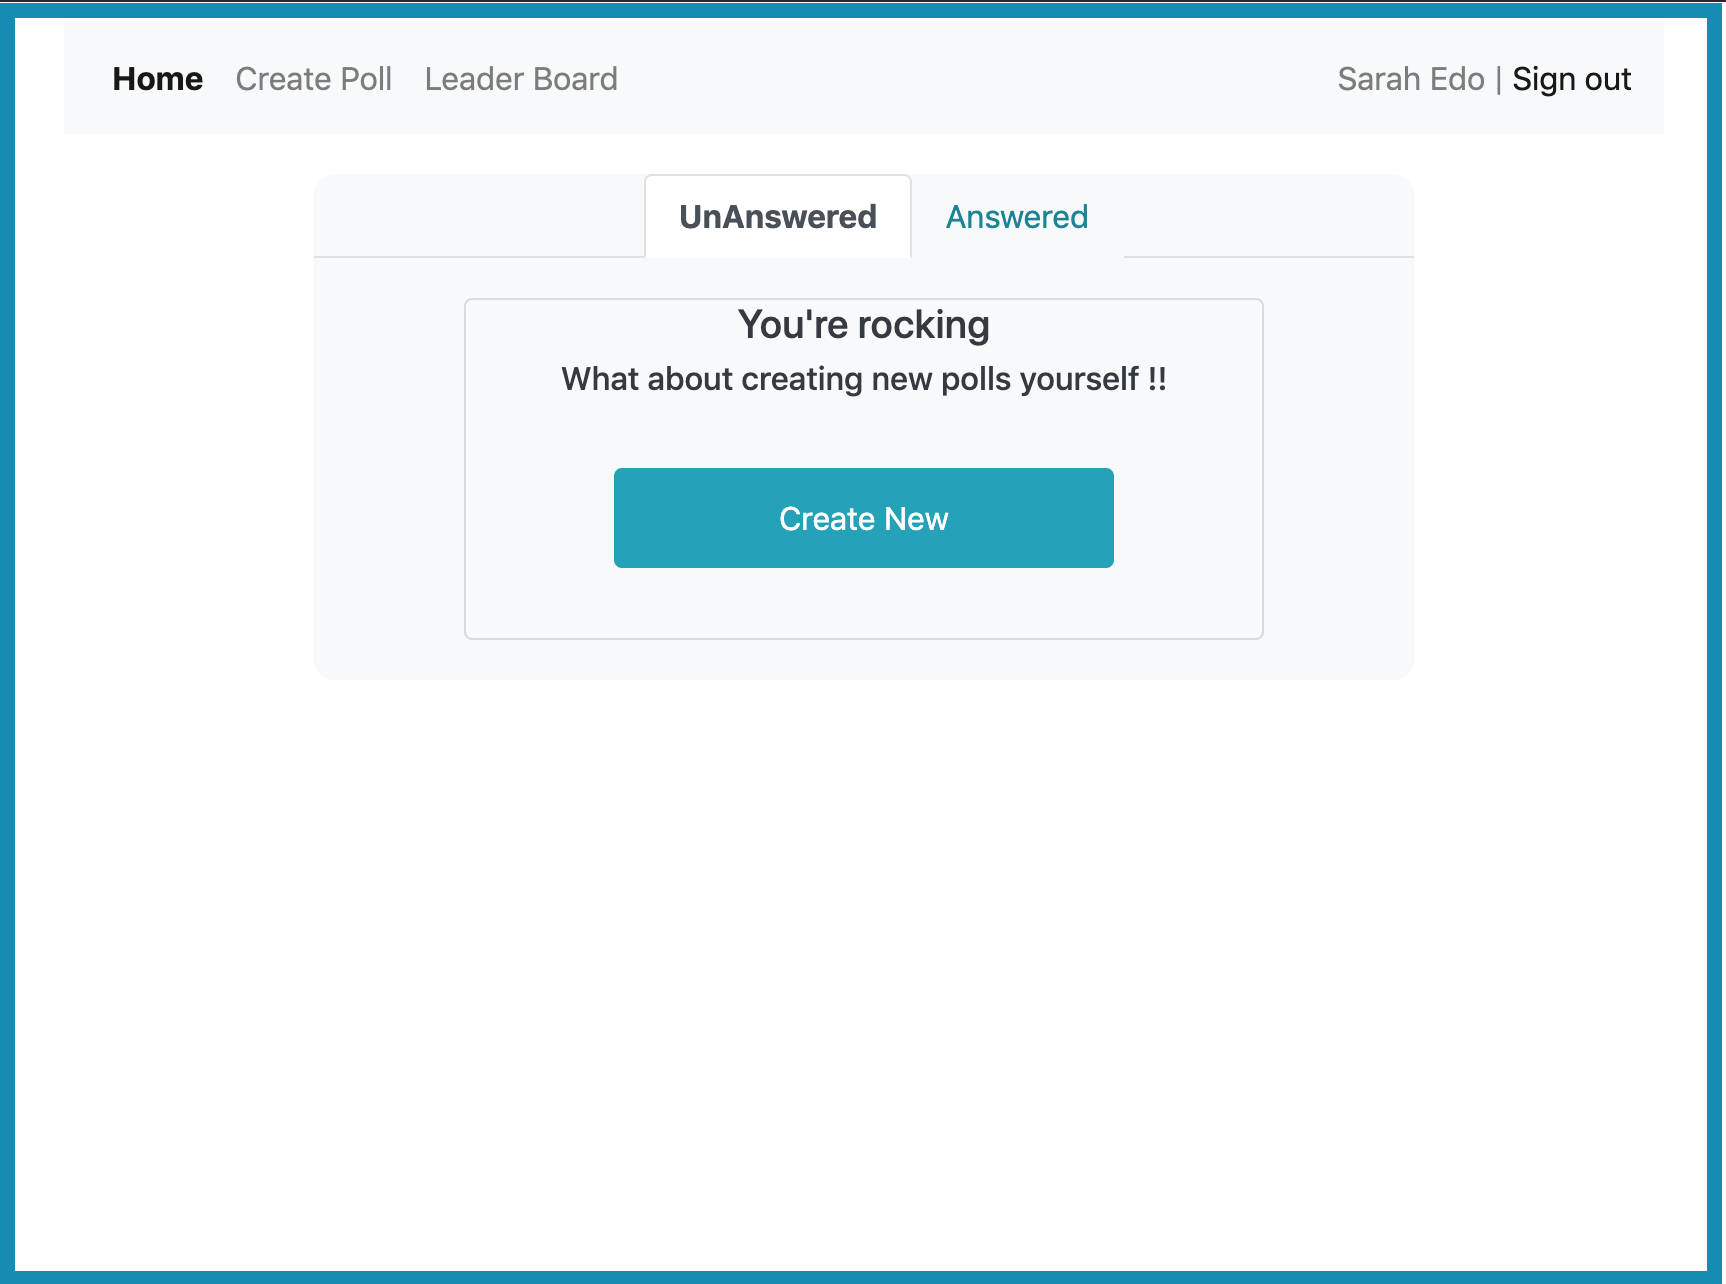 Home Create Poll Leader Board Sarah Edo | Sign out
UnAnswered Answered
You're rocking
What about creating new polls yourself !!
Create New